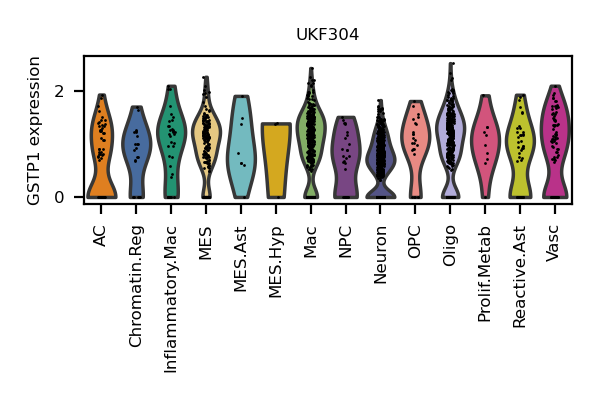 UKF304
GSTP1 expression
2
0
AC
Chromatin.Reg
Inflammatory.Mac
MES
MES.Ast
MES.Hyp
Mac
NPC
Neuron
OPC
Oligo
Prolif.Metab
Reactive.Ast
Vasc